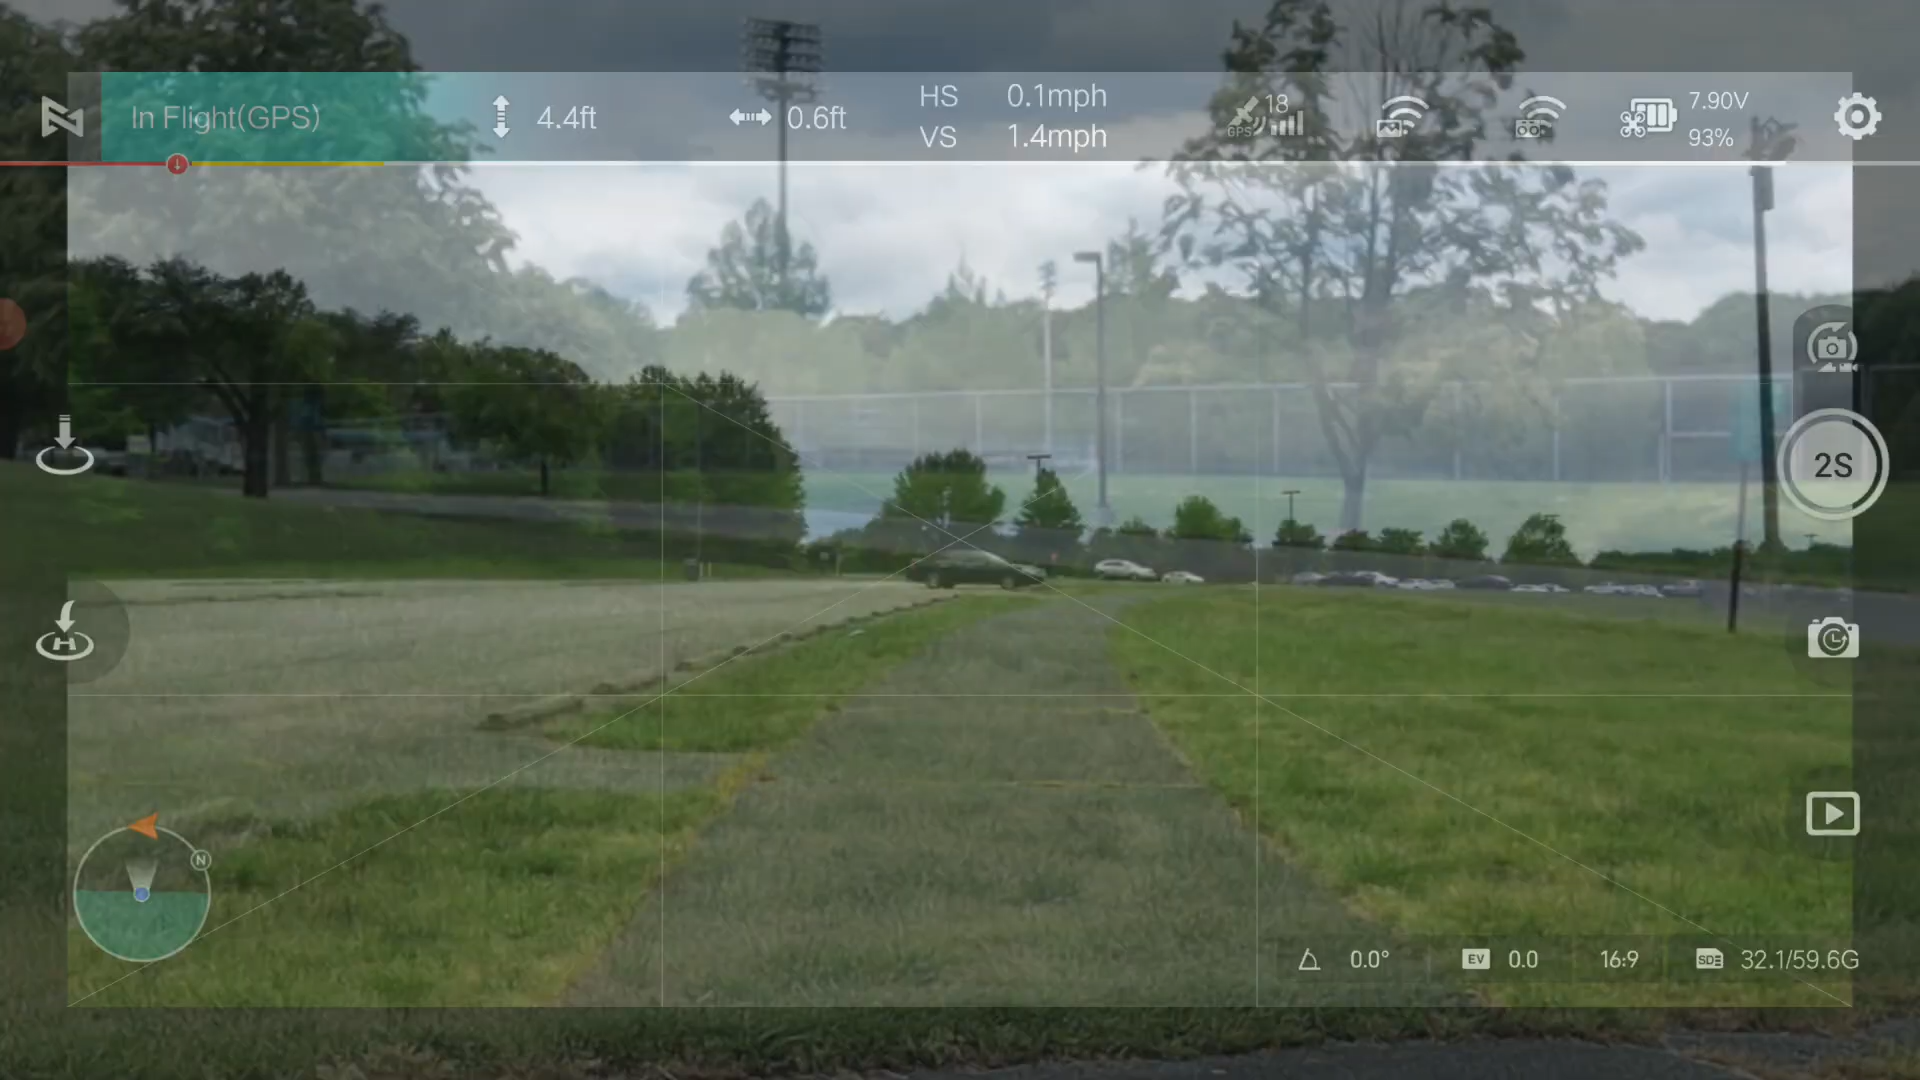 In Flight(GPS)
4.4ft
0.6ft
HS 0.1mph
VS 1.4mph
GPS 18
7.90V
93%
2S
H
N
0.0°
EV 0.0
16:9
SD 32.1/59.6G